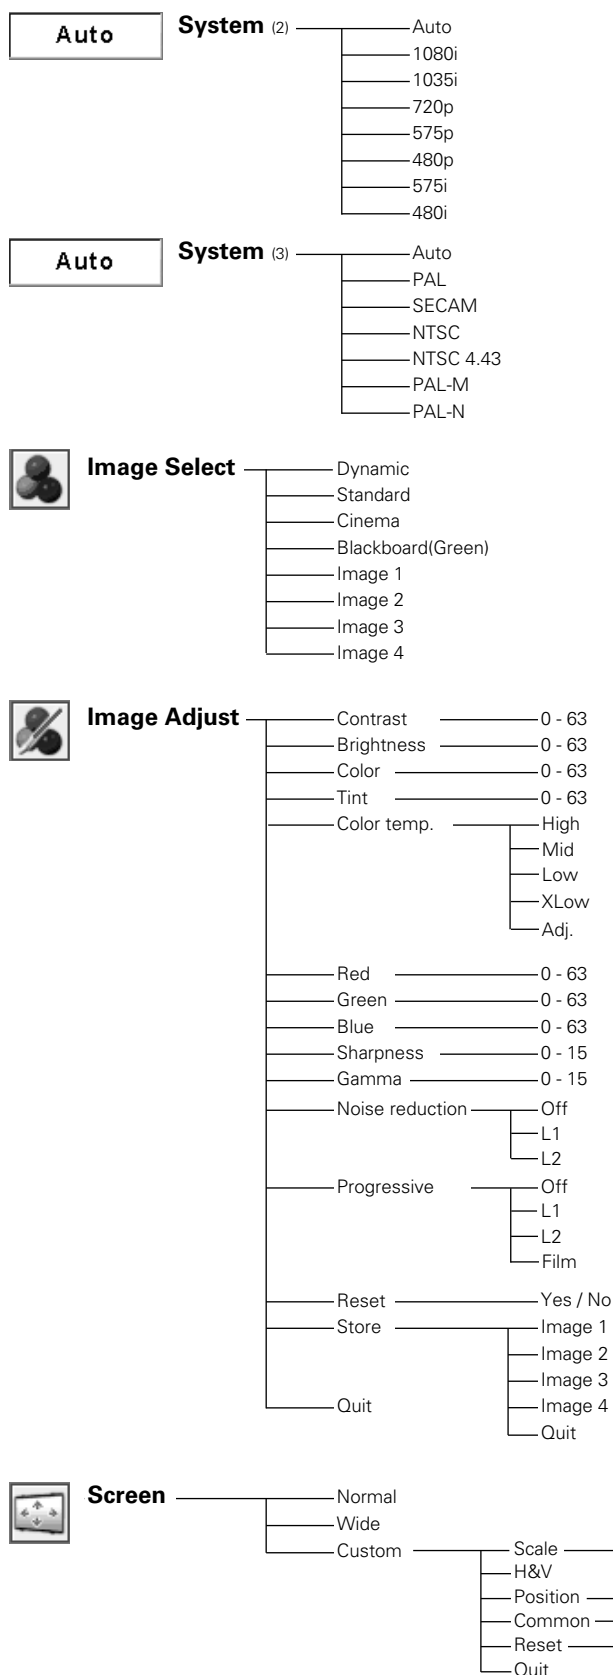 Auto System (2) Auto
1080i
1035i
720p
575p
480p
575i
480i
Auto System (3) Auto
PAL
SECAM
NTSC
NTSC 4.43
PAL-M
PAL-N
Image Select Dynamic
Standard
Cinema
Blackboard(Green)
Image 1
Image 2
Image 3
Image 4
Image Adjust Contrast 0 - 63
Brightness 0 - 63
Color 0 - 63
Tint 0 - 63
Color temp. High
Mid
Low
XLow
Adj.
Red 0 - 63
Green 0 - 63
Blue 0 - 63
Sharpness 0 - 15
Gamma 0 - 15
Noise reduction Off
L1
L2
Progressive Off
L1
L2
Film
Reset Yes / No
Store Image 1
Image 2
Image 3
Quit Image 4
Quit
Screen Normal
Wide
Custom Scale
H&V
Position
Common
Reset
Quit